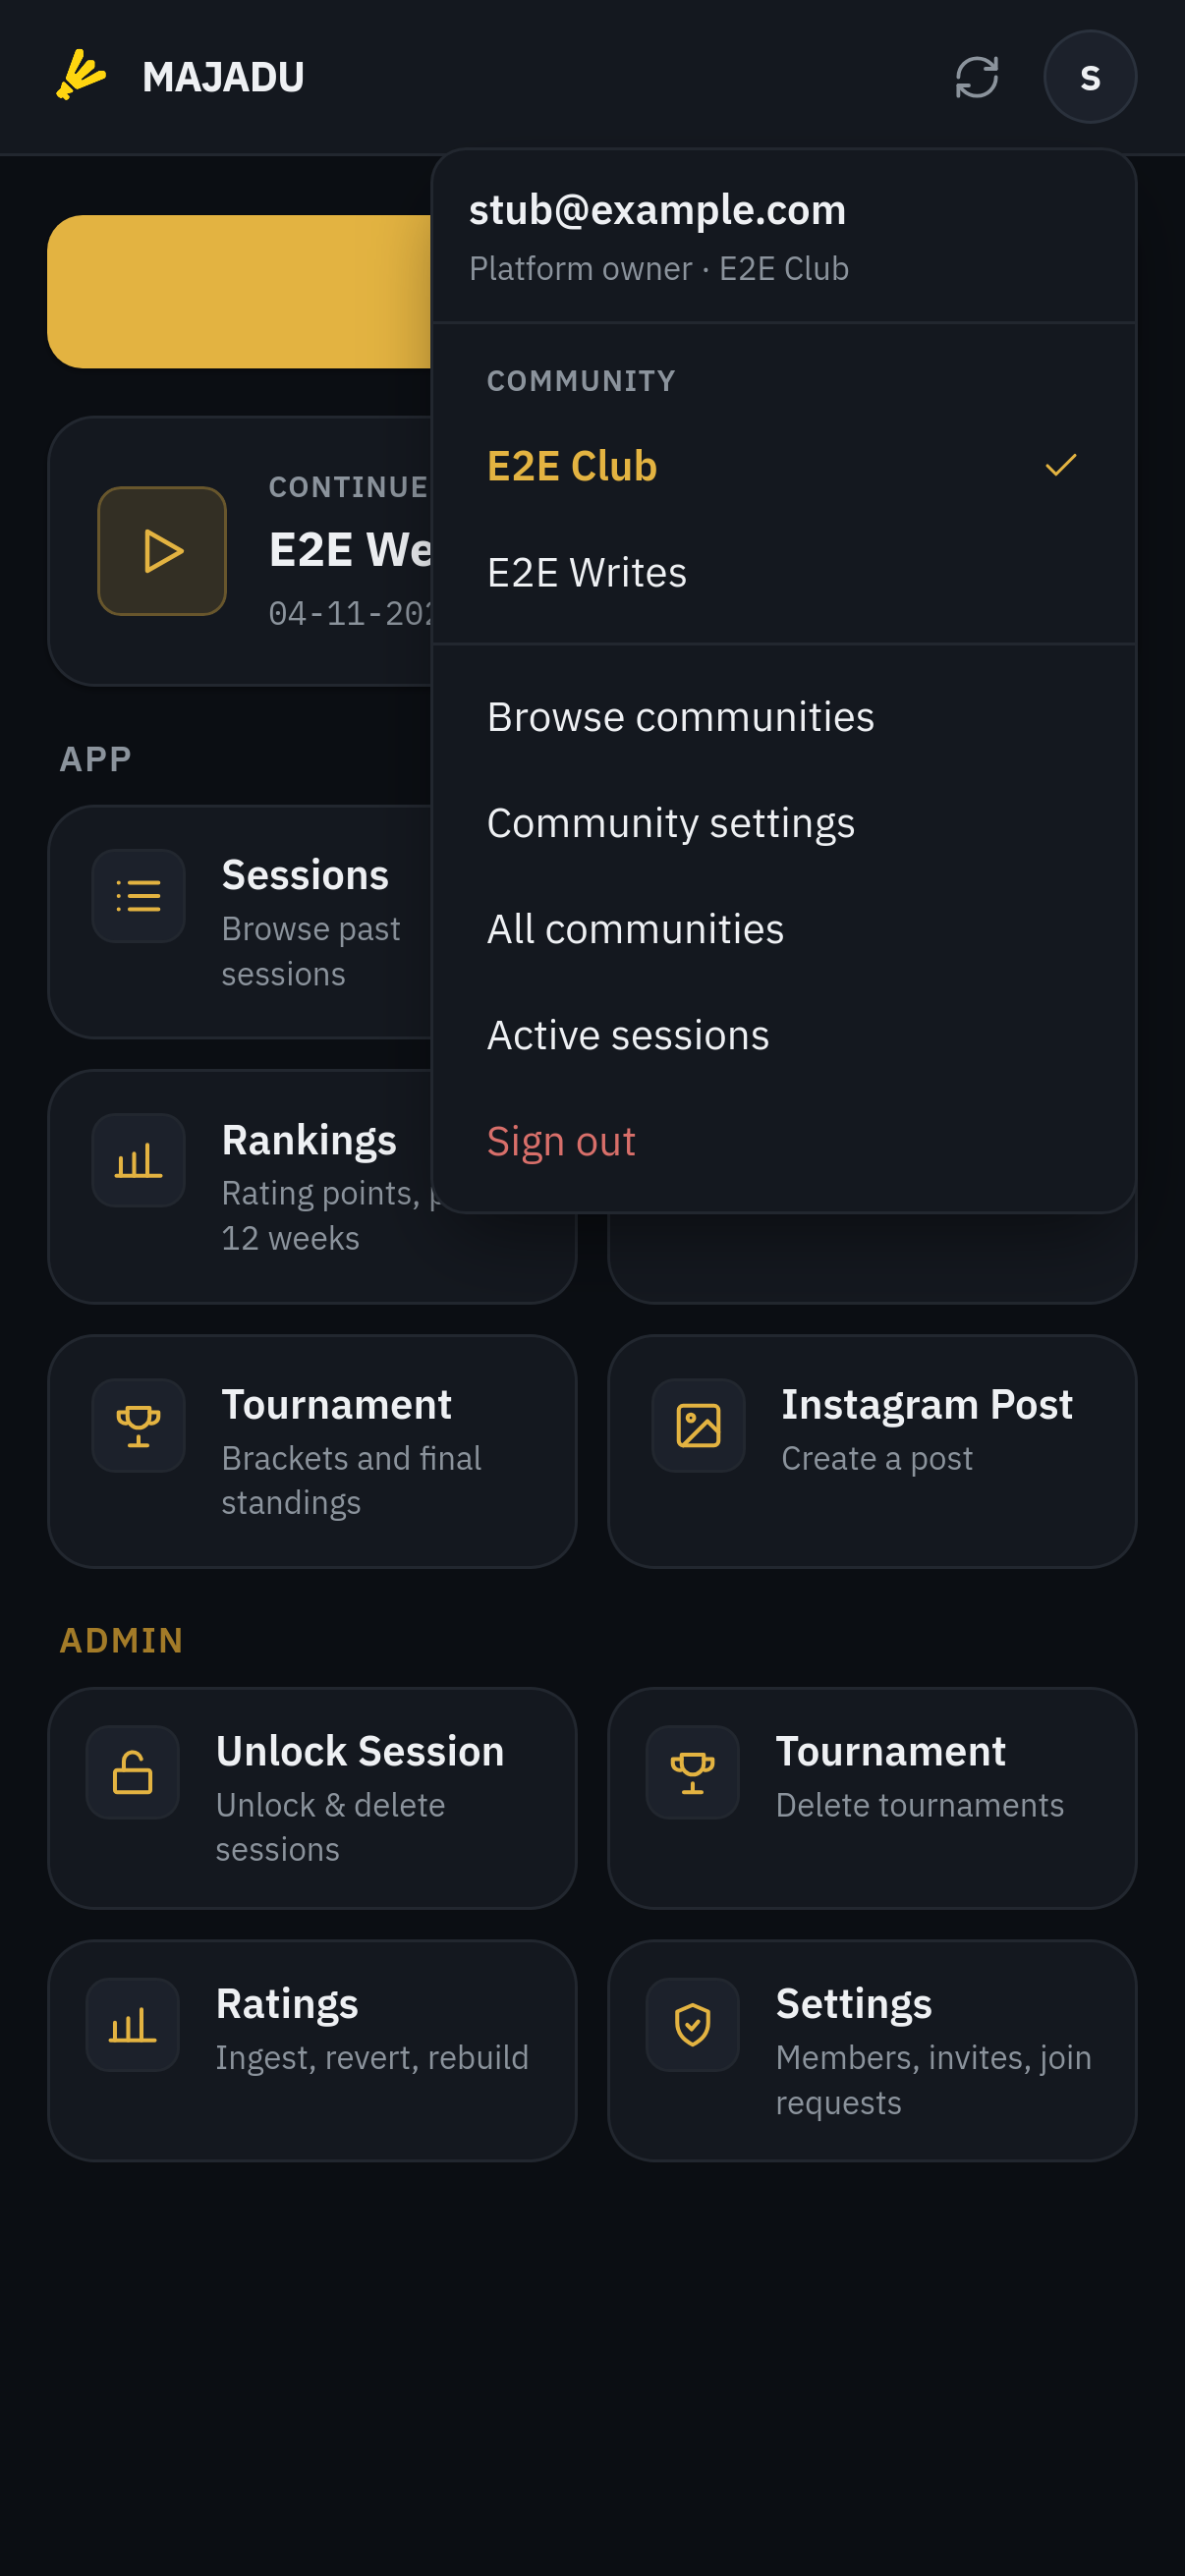 MAJADU
S
stub@example.com
Platform owner · E2E Club
COMMUNITY
E2E Club
E2E Writes
Browse communities
Community settings
All communities
Active sessions
Sign out
CONTINUE
E2E We
04-11-202
APP
Sessions
Browse past
sessions
Rankings
Rating points,
12 weeks
Tournament
Brackets and final
standings
Instagram Post
Create a post
ADMIN
Unlock Session
Unlock & delete
sessions
Tournament
Delete tournaments
Ratings
Ingest, revert, rebuild
Settings
Members, invites, join
requests